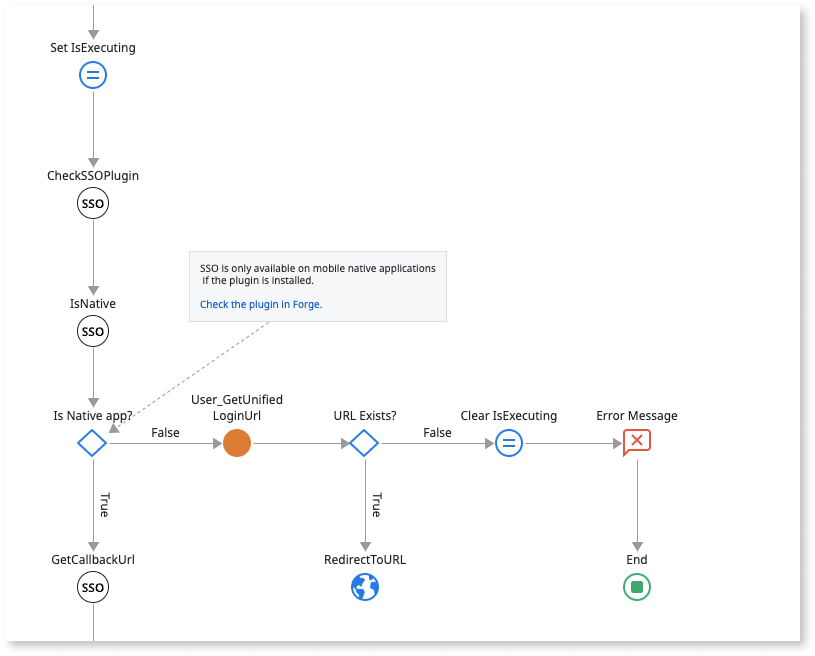 Set IsExecuting
CheckSSOPlugin
SSO
SSO is only available on mobile native applications
if the plugin is installed.
Check the plugin in Forge.
IsNative
SSO
Is Native app?
False
User_GetUnified
LoginUrl
URL Exists?
False
Clear IsExecuting
Error Message
True
True
GetCallbackUrl
SSO
RedirectToURL
End